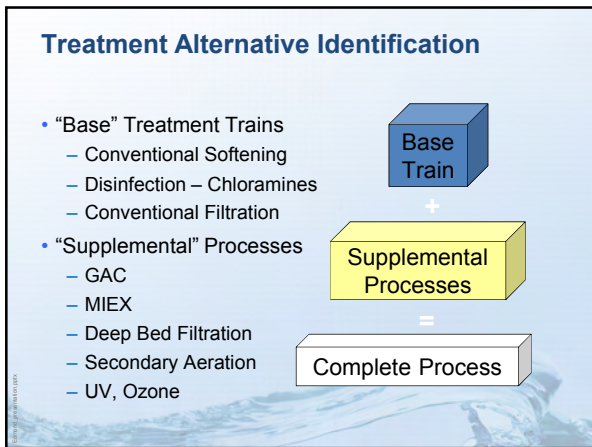 Treatment Alternative Identification
• “Base” Treatment Trains
– Conventional Softening
– Disinfection – Chloramines
– Conventional Filtration
• “Supplemental” Processes
– GAC
– MIEX
– Deep Bed Filtration
– Secondary Aeration
– UV, Ozone
Base
Train
+
Supplemental
Processes
=
Complete Process